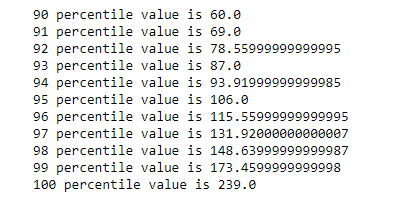 90 percentile value is 60.0
91 percentile value is 69.0
92 percentile value is 78.55999999999995
93 percentile value is 87.0
94 percentile value is 93.91999999999985
95 percentile value is 106.0
96 percentile value is 115.55999999999995
97 percentile value is 131.92000000000007
98 percentile value is 148.63999999999987
99 percentile value is 173.4599999999998
100 percentile value is 239.0